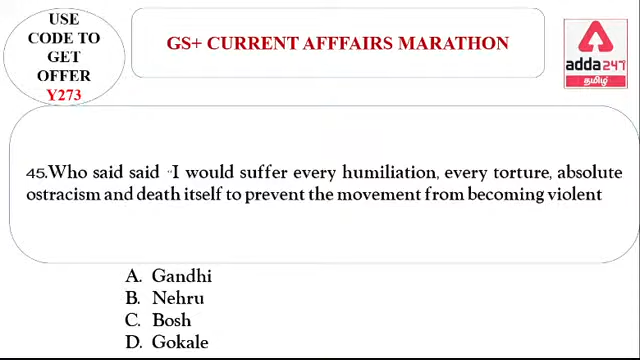 USE
CODE TO
GET
OFFER
Y273
GS+ CURRENT AFFFAIRS MARATHON
adda247
தமிழ்
45.Who said said "I would suffer every humiliation, every torture, absolute
ostracism and death itself to prevent the movement from becoming violent
A. Gandhi
B. Nehru
C. Bosh
D. Gokale